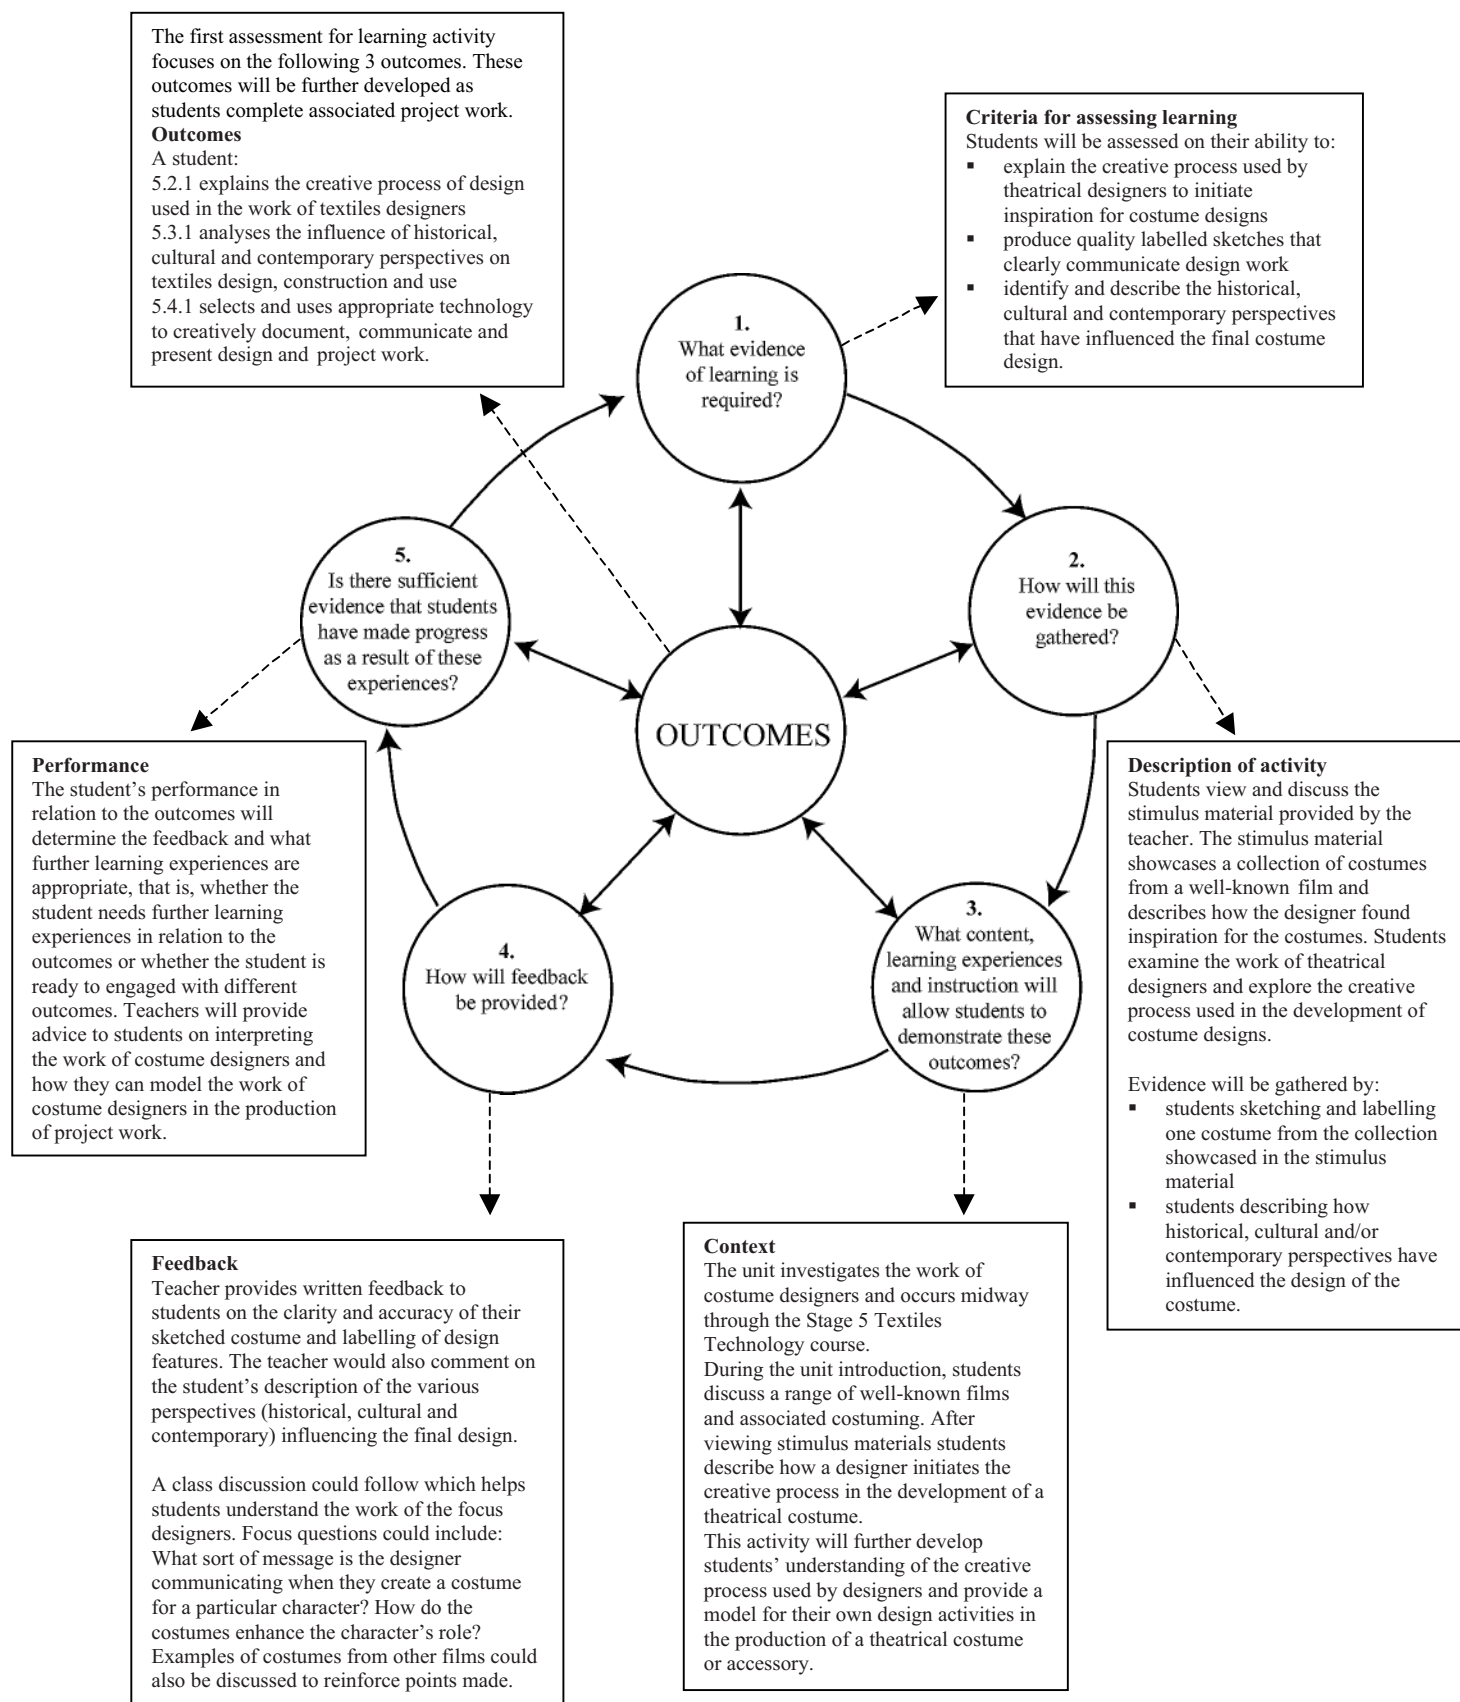 The first assessment for learning activity
focuses on the following 3 outcomes. These
outcomes will be further developed as
students complete associated project work.
Outcomes
A student:
5.2.1 explains the creative process of design
used in the work of textiles designers
5.3.1 analyses the influence of historical,
cultural and contemporary perspectives on
textiles design, construction and use
5.4.1 selects and uses appropriate technology
to creatively document, communicate and
present design and project work.
Criteria for assessing learning
Students will be assessed on their ability to:
▪ explain the creative process used by
theatrical designers to initiate
inspiration for costume designs
▪ produce quality labelled sketches that
clearly communicate design work
▪ identify and describe the historical,
cultural and contemporary perspectives
that have influenced the final costume
design.
1.
What evidence
of learning is
required?
2.
How will this
evidence be
gathered?
5.
Is there sufficient
evidence that students
have made progress
as a result of these
experiences?
OUTCOMES
4.
How will feedback
be provided?
3.
What content,
learning experiences
and instruction will
allow students to
demonstrate these
outcomes?
Performance
The student's performance in
relation to the outcomes will
determine the feedback and what
further learning experiences are
appropriate, that is, whether the
student needs further learning
experiences in relation to the
outcomes or whether the student is
ready to engaged with different
outcomes. Teachers will provide
advice to students on interpreting
the work of costume designers and
how they can model the work of
costume designers in the production
of project work.
Description of activity
Students view and discuss the
stimulus material provided by the
teacher. The stimulus material
showcases a collection of costumes
from a well-known film and
describes how the designer found
inspiration for the costumes. Students
examine the work of theatrical
designers and explore the creative
process used in the development of
costume designs.
Evidence will be gathered by:
▪ students sketching and labelling
one costume from the collection
showcased in the stimulus
material
▪ students describing how
historical, cultural and/or
contemporary perspectives have
influenced the design of the
costume.
Feedback
Teacher provides written feedback to
students on the clarity and accuracy of their
sketched costume and labelling of design
features. The teacher would also comment on
the student's description of the various
perspectives (historical, cultural and
contemporary) influencing the final design.
A class discussion could follow which helps
students understand the work of the focus
designers. Focus questions could include:
What sort of message is the designer
communicating when they create a costume
for a particular character? How do the
costumes enhance the character's role?
Examples of costumes from other films could
also be discussed to reinforce points made.
Context
The unit investigates the work of
costume designers and occurs midway
through the Stage 5 Textiles
Technology course.
During the unit introduction, students
discuss a range of well-known films
and associated costuming. After
viewing stimulus materials students
describe how a designer initiates the
creative process in the development of a
theatrical costume.
This activity will further develop
students' understanding of the creative
process used by designers and provide a
model for their own design activities in
the production of a theatrical costume
or accessory.